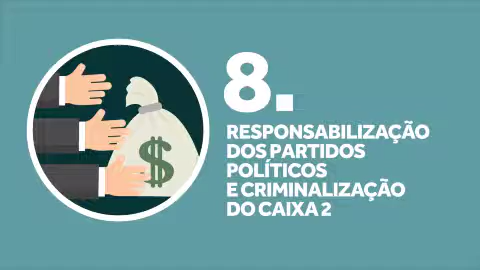 8.
RESPONSABILIZAÇÃO
DOS PARTIDOS
POLÍTICOS
E CRIMINALIZAÇÃO
DO CAIXA 2
$